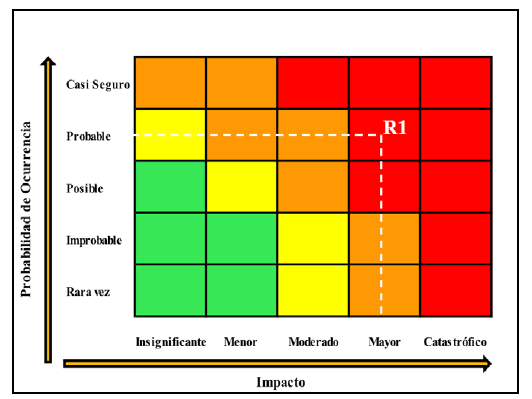 Probabilidad de Ocurrencia
Casi Seguro
Probable
R1
Posible
Improbable
Rara vez
Insignificante Menor Moderado Mayor Catastrófico
Impacto